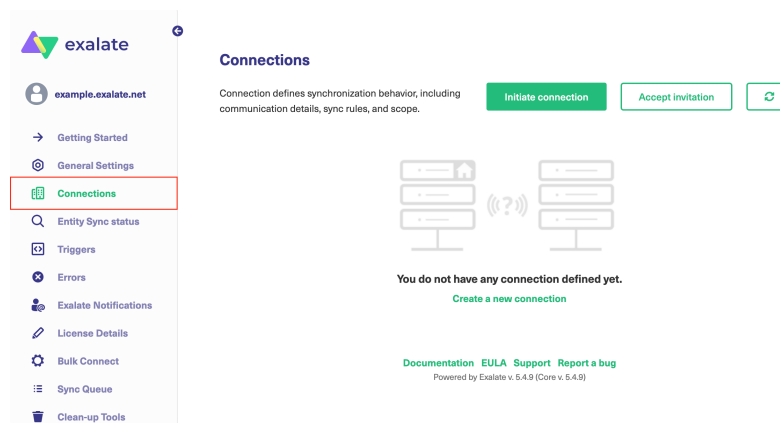 exalate
example.exalate.net
Getting Started
General Settings
Connections
Entity Sync status
Triggers
Errors
Exalate Notifications
License Details
Bulk Connect
Sync Queue
Clean-up Tools
Connections
Connection defines synchronization behavior, including
communication details, sync rules, and scope.
Initiate connection
Accept invitation
((?))
You do not have any connection defined yet.
Create a new connection
Documentation EULA Support Report a bug
Powered by Exalate v. 5.4.9 (Core v. 5.4.9)